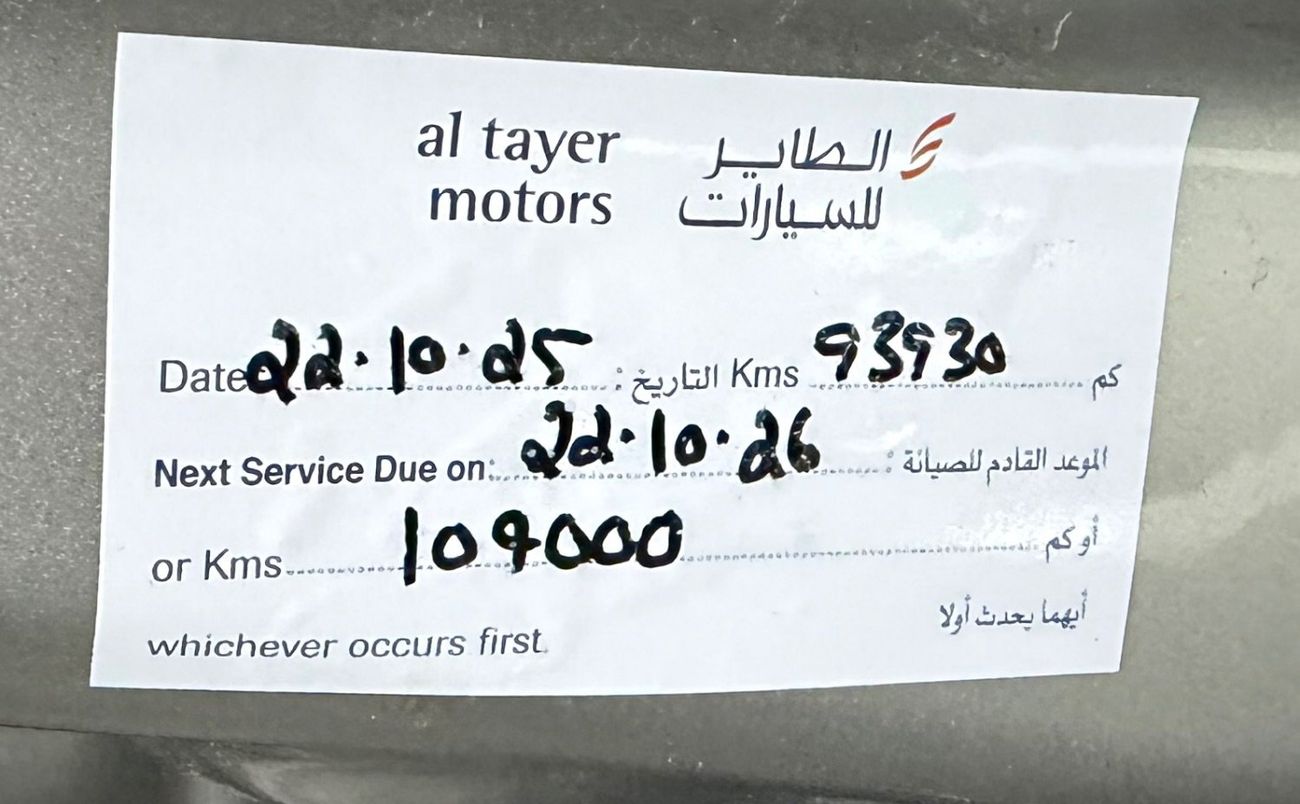 al tayer motors
الطاير للسيارات
Date 22.10.25 : التاريخ Kms 93930 كم
Next Service Due on: 22.10.26 : الموعد القادم للصيانة
or Kms 109000 أو كم
whichever occurs first. أيهما يحدث أولا